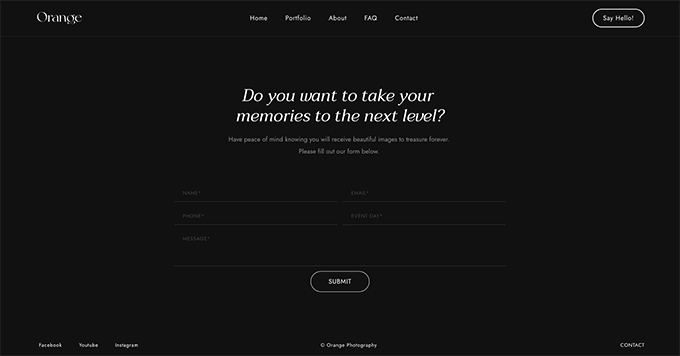 Orange
Home Portfolio About FAQ Contact
Say Hello!
Do you want to take your
memories to the next level?
Have peace of mind knowing you will receive beautiful images to treasure forever.
Please fill out our form below.
NAME* EMAIL*
PHONE* EVENT DAY*
MESSAGE*
SUBMIT
Facebook Youtube Instagram © Orange Photography CONTACT